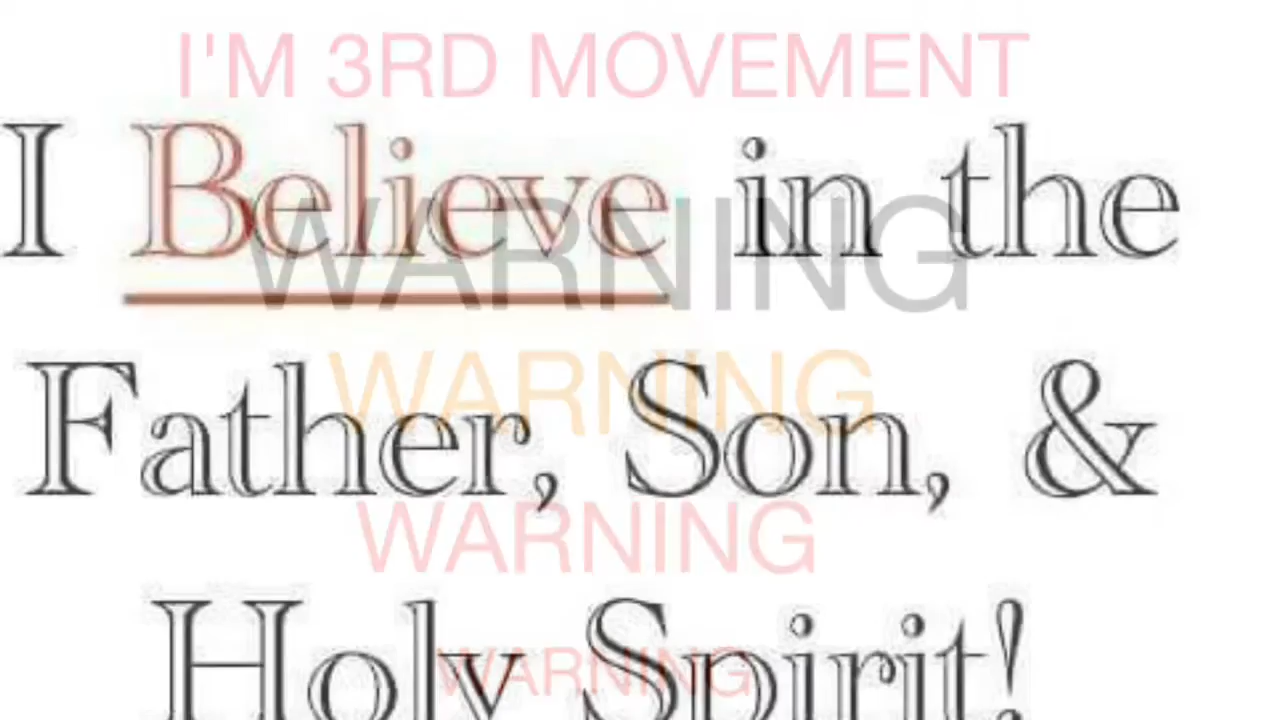 I'M 3RD MOVEMENT
I Believe in the
WARNING
WARNING
Father, Son, &
WARNING
Holy Spirit!
WARNING